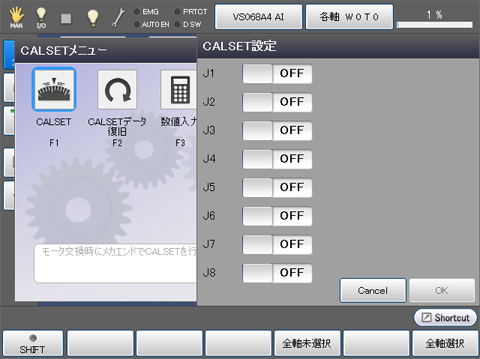 MAN
I/O
EMG
AUTO EN
PRTCT
D SW
VS068A4 AI
各軸 W0T0
1 %
CALSETメニュー
CALSET
F1
CALSETデータ
復旧
F2
数値入力
F3
モータ交換時にメカエンドでCALSETを行
CALSET設定
J1 OFF
J2 OFF
J3 OFF
J4 OFF
J5 OFF
J6 OFF
J7 OFF
J8 OFF
Cancel
OK
Shortcut
SHIFT
全軸未選択
全軸選択